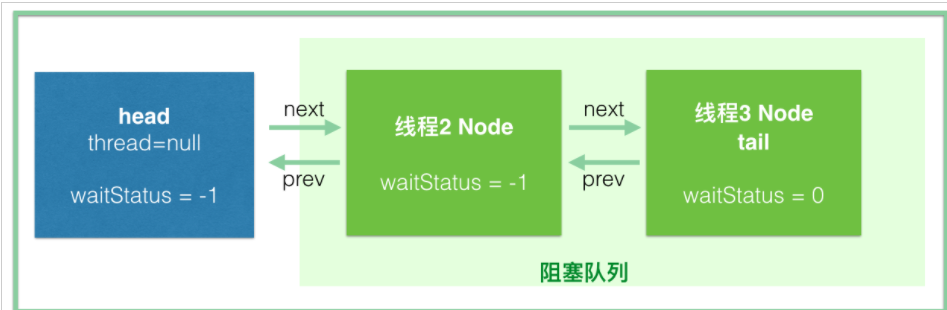 head
thread=null
waitStatus = -1
next
prev
线程2 Node
waitStatus = -1
next
prev
线程3 Node
tail
waitStatus = 0
阻塞队列